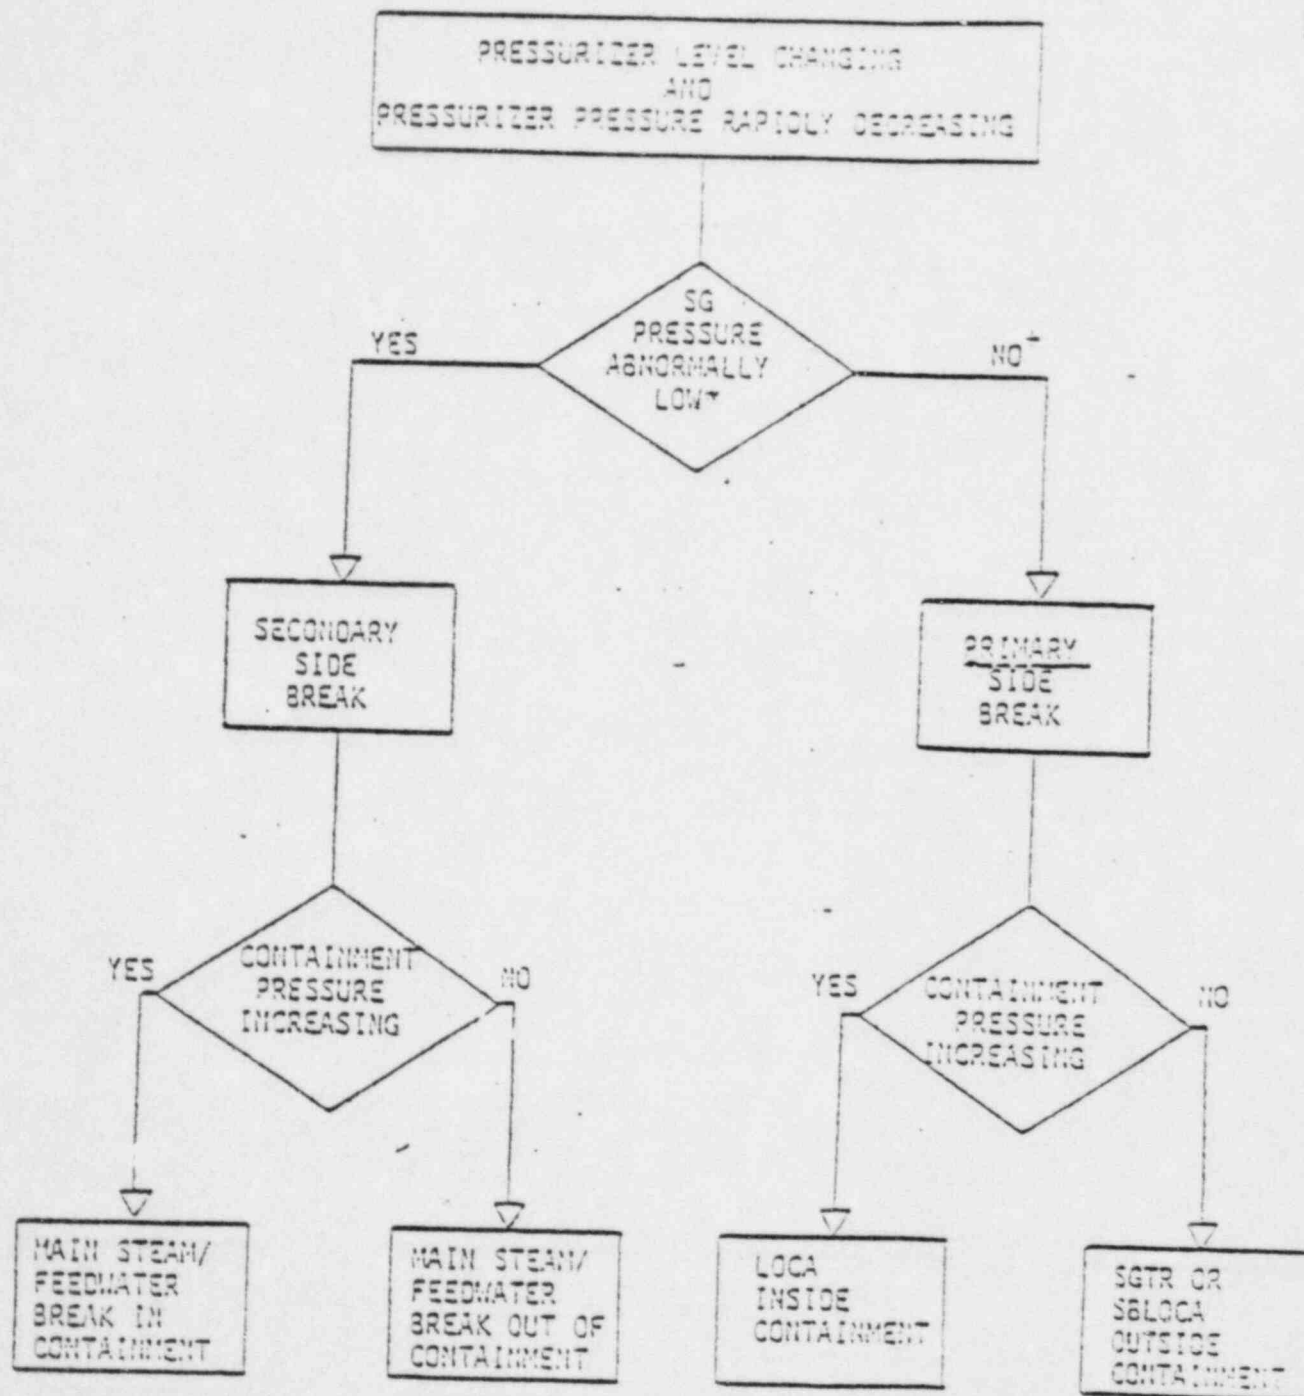 PRESSURIZER LEVEL CHANGING
AND
PRESSURIZER PRESSURE RAPIDLY DECREASING
SG
PRESSURE
ABNORMALLY
LOW*
YES
NO+
SECONDARY
SIDE
BREAK
PRIMARY
SIDE
BREAK
YES
CONTAINMENT
PRESSURE
INCREASING
NO
YES
CONTAINMENT
PRESSURE
INCREASING
NO
MAIN STEAM/
FEEDWATER
BREAK IN
CONTAINMENT
MAIN STEAM/
FEEDWATER
BREAK OUT OF
CONTAINMENT
LOCA
INSIDE
CONTAINMENT
SGTR OR
SBLOCA
OUTSIDE
CONTAINMENT